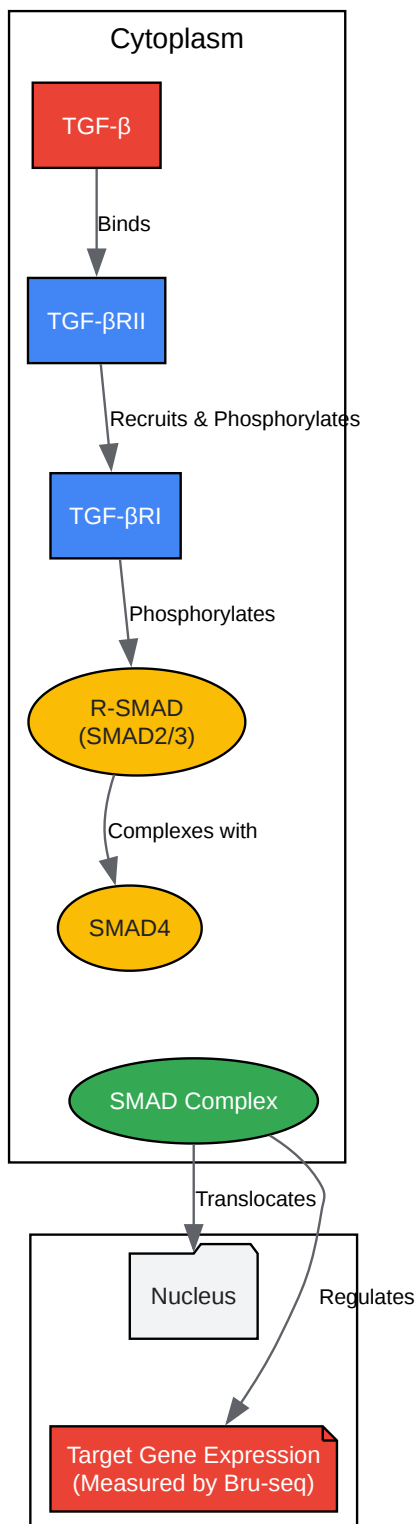 Cytoplasm
TGF-β
Binds
TGF-βRII
Recruits & Phosphorylates
TGF-βRI
Phosphorylates
R-SMAD
(SMAD2/3)
Complexes with
SMAD4
SMAD Complex
Translocates
Nucleus
Regulates
Target Gene Expression
(Measured by Bru-seq)